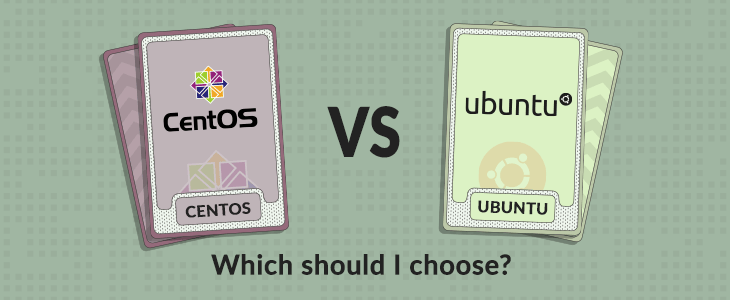 CentOS
CENTOS
VS
ubuntu
UBUNTU
Which should I choose?